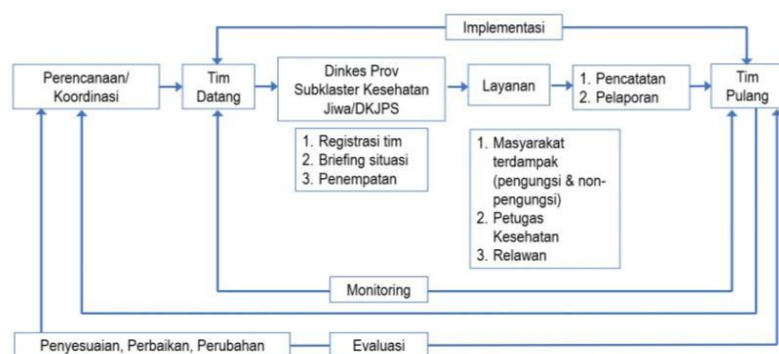 Implementasi
Perencanaan/
Koordinasi
Tim
Datang
Dinkes Prov
Subklaster Kesehatan
Jiwa/DKJPS
Layanan
1. Pencatatan
2. Pelaporan
Tim
Pulang
1. Registrasi tim
2. Briefing situasi
3. Penempatan
1. Masyarakat
terdampak
(pengungsi & non-
pengungsi)
2. Petugas
Kesehatan
3. Relawan
Monitoring
Penyesuaian, Perbaikan, Perubahan
Evaluasi